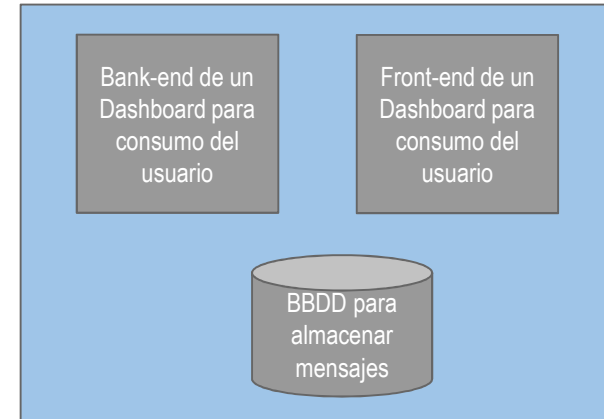 Bank-end de un
Dashboard para
consumo del
usuario
Front-end de un
Dashboard para
consumo del
usuario
BBDD para
almacenar
mensajes